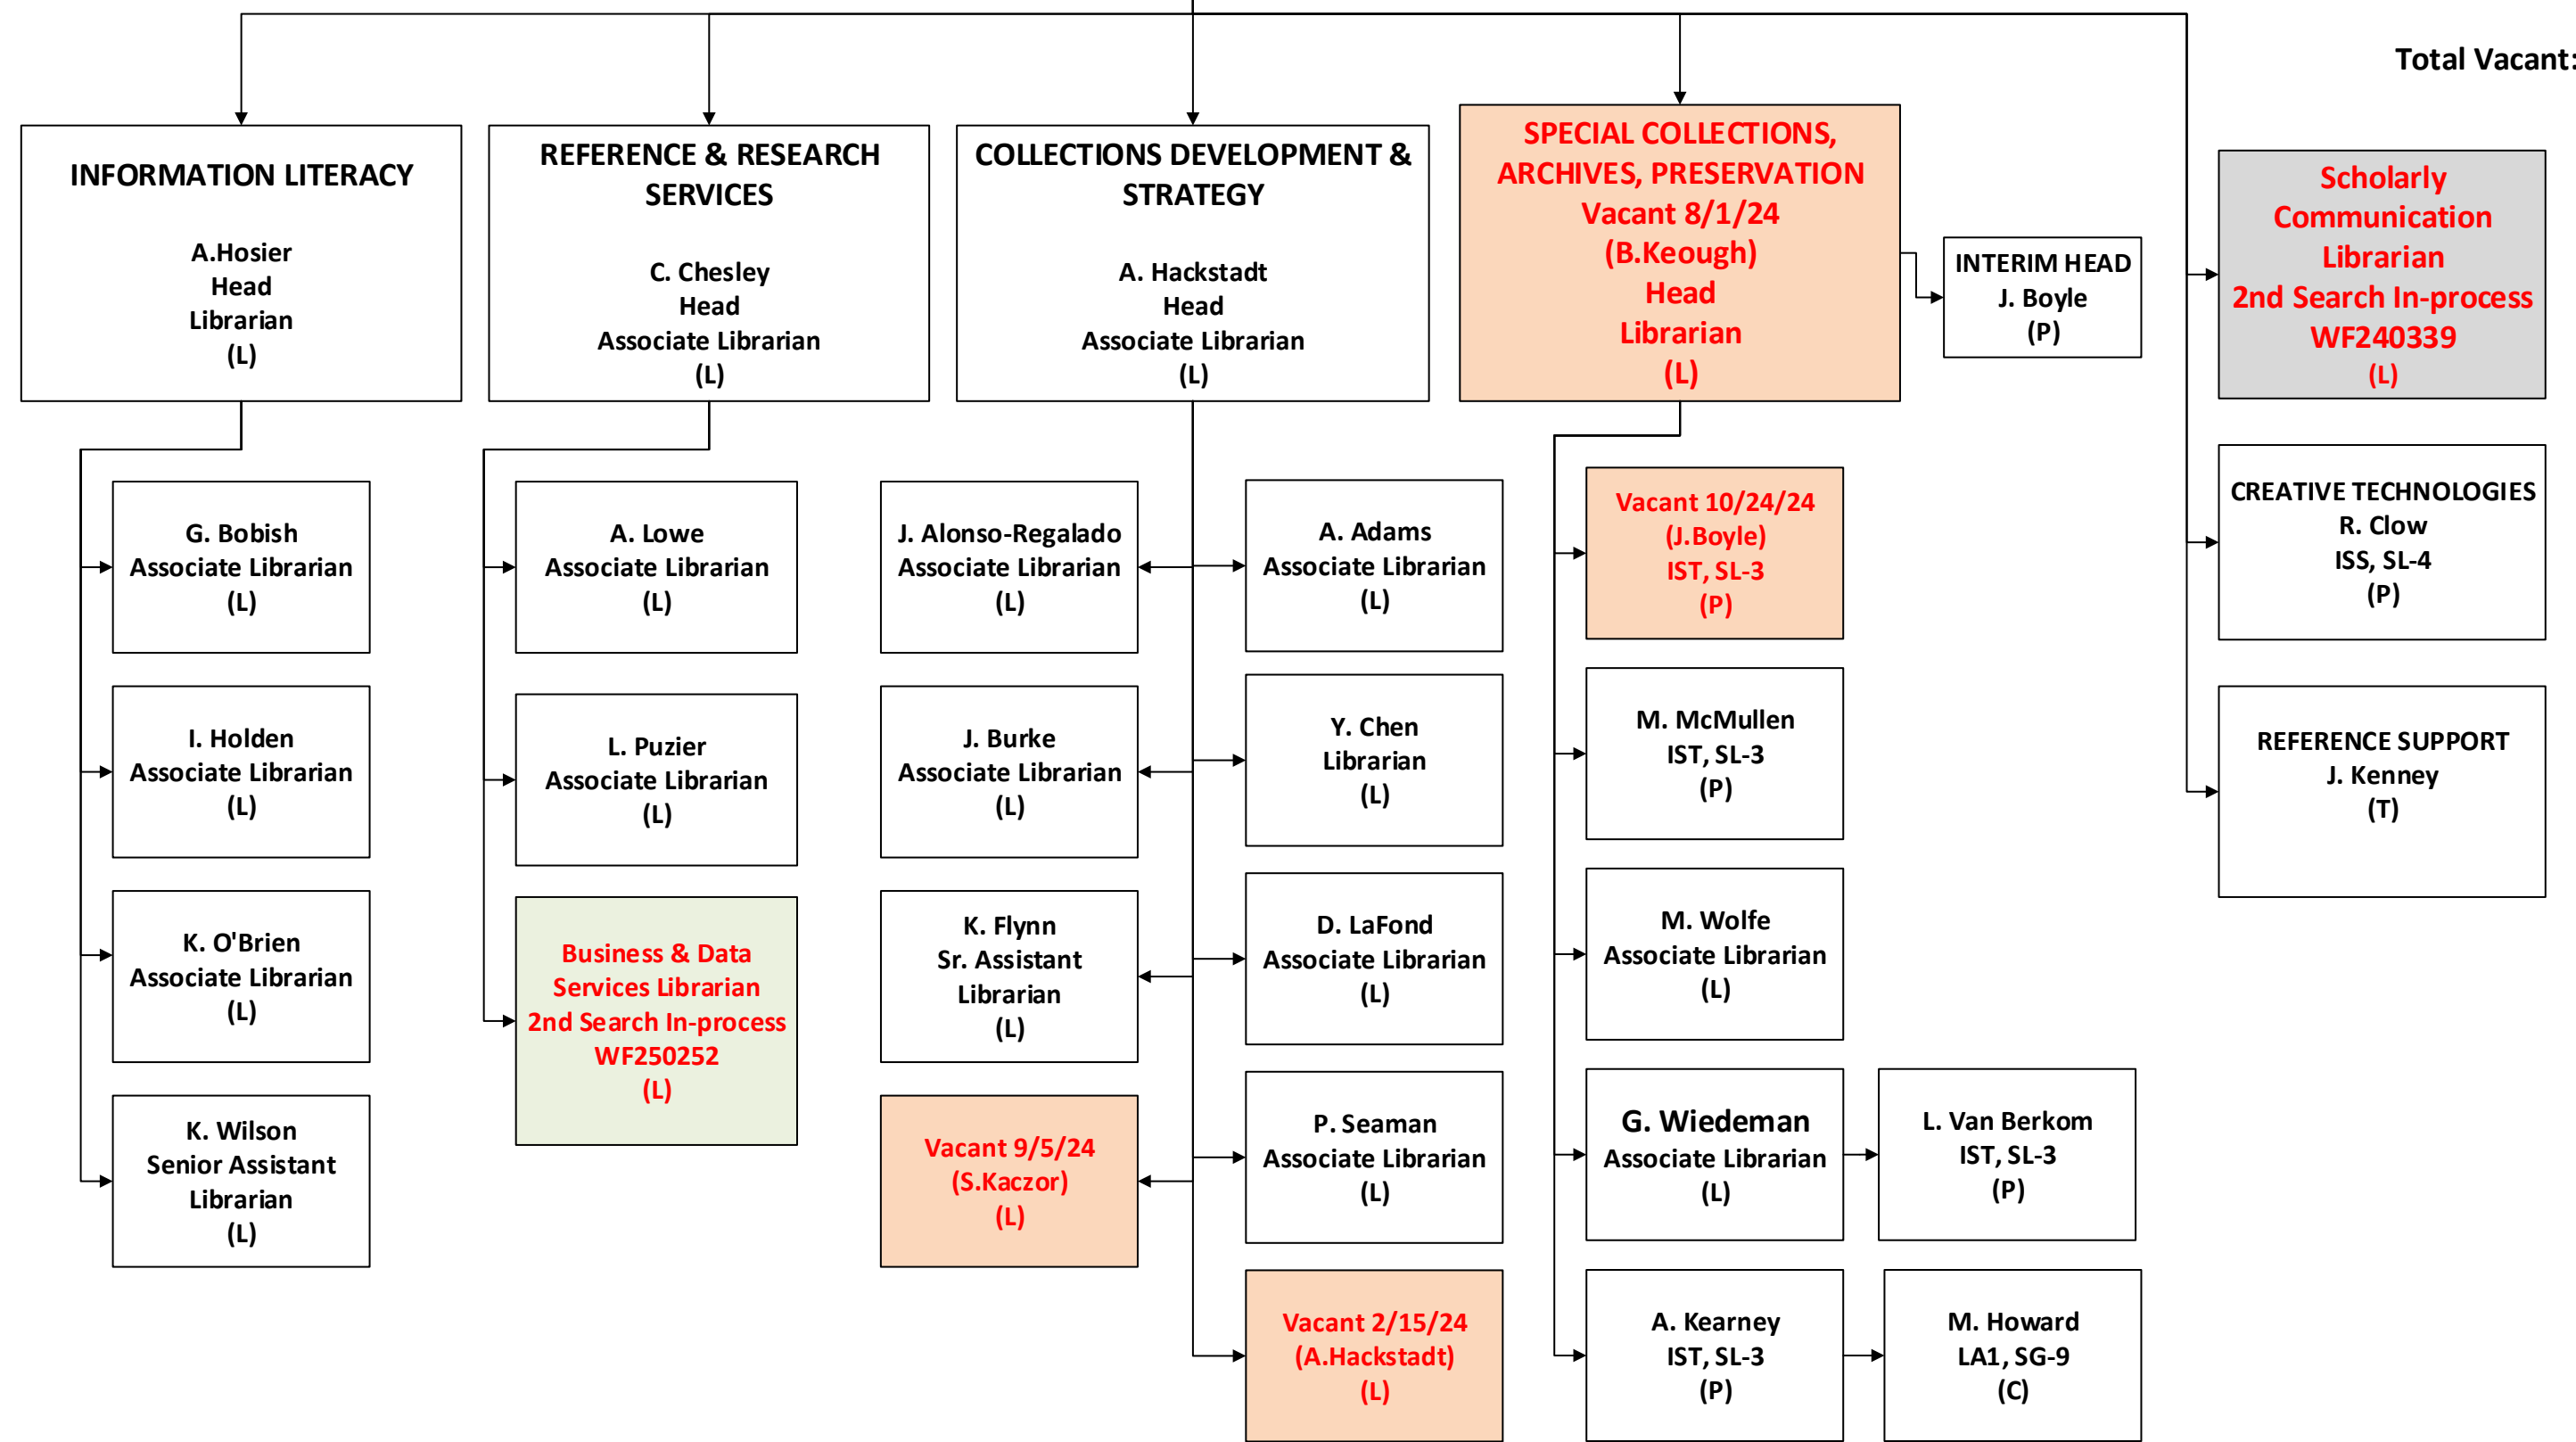 Total Vacant:
INFORMATION LITERACY
A.Hosier
Head
Librarian
(L)
REFERENCE & RESEARCH
SERVICES
C. Chesley
Head
Associate Librarian
(L)
COLLECTIONS DEVELOPMENT &
STRATEGY
A. Hackstadt
Head
Associate Librarian
(L)
SPECIAL COLLECTIONS,
ARCHIVES, PRESERVATION
Vacant 8/1/24
(B.Keough)
Head
Librarian
(L)
INTERIM HEAD
J. Boyle
(P)
Scholarly
Communication
Librarian
2nd Search In-process
WF240339
(L)
G. Bobish
Associate Librarian
(L)
I. Holden
Associate Librarian
(L)
K. O'Brien
Associate Librarian
(L)
K. Wilson
Senior Assistant
Librarian
(L)
A. Lowe
Associate Librarian
(L)
L. Puzier
Associate Librarian
(L)
Business & Data
Services Librarian
2nd Search In-process
WF250252
(L)
J. Alonso-Regalado
Associate Librarian
(L)
J. Burke
Associate Librarian
(L)
K. Flynn
Sr. Assistant
Librarian
(L)
Vacant 9/5/24
(S.Kaczor)
(L)
A. Adams
Associate Librarian
(L)
Y. Chen
Librarian
(L)
D. LaFond
Associate Librarian
(L)
P. Seaman
Associate Librarian
(L)
Vacant 2/15/24
(A.Hackstadt)
(L)
Vacant 10/24/24
(J.Boyle)
IST, SL-3
(P)
M. McMullen
IST, SL-3
(P)
M. Wolfe
Associate Librarian
(L)
G. Wiedeman
Associate Librarian
(L)
L. Van Berkom
IST, SL-3
(P)
A. Kearney
IST, SL-3
(P)
M. Howard
LA1, SG-9
(C)
CREATIVE TECHNOLOGIES
R. Clow
ISS, SL-4
(P)
REFERENCE SUPPORT
J. Kenney
(T)